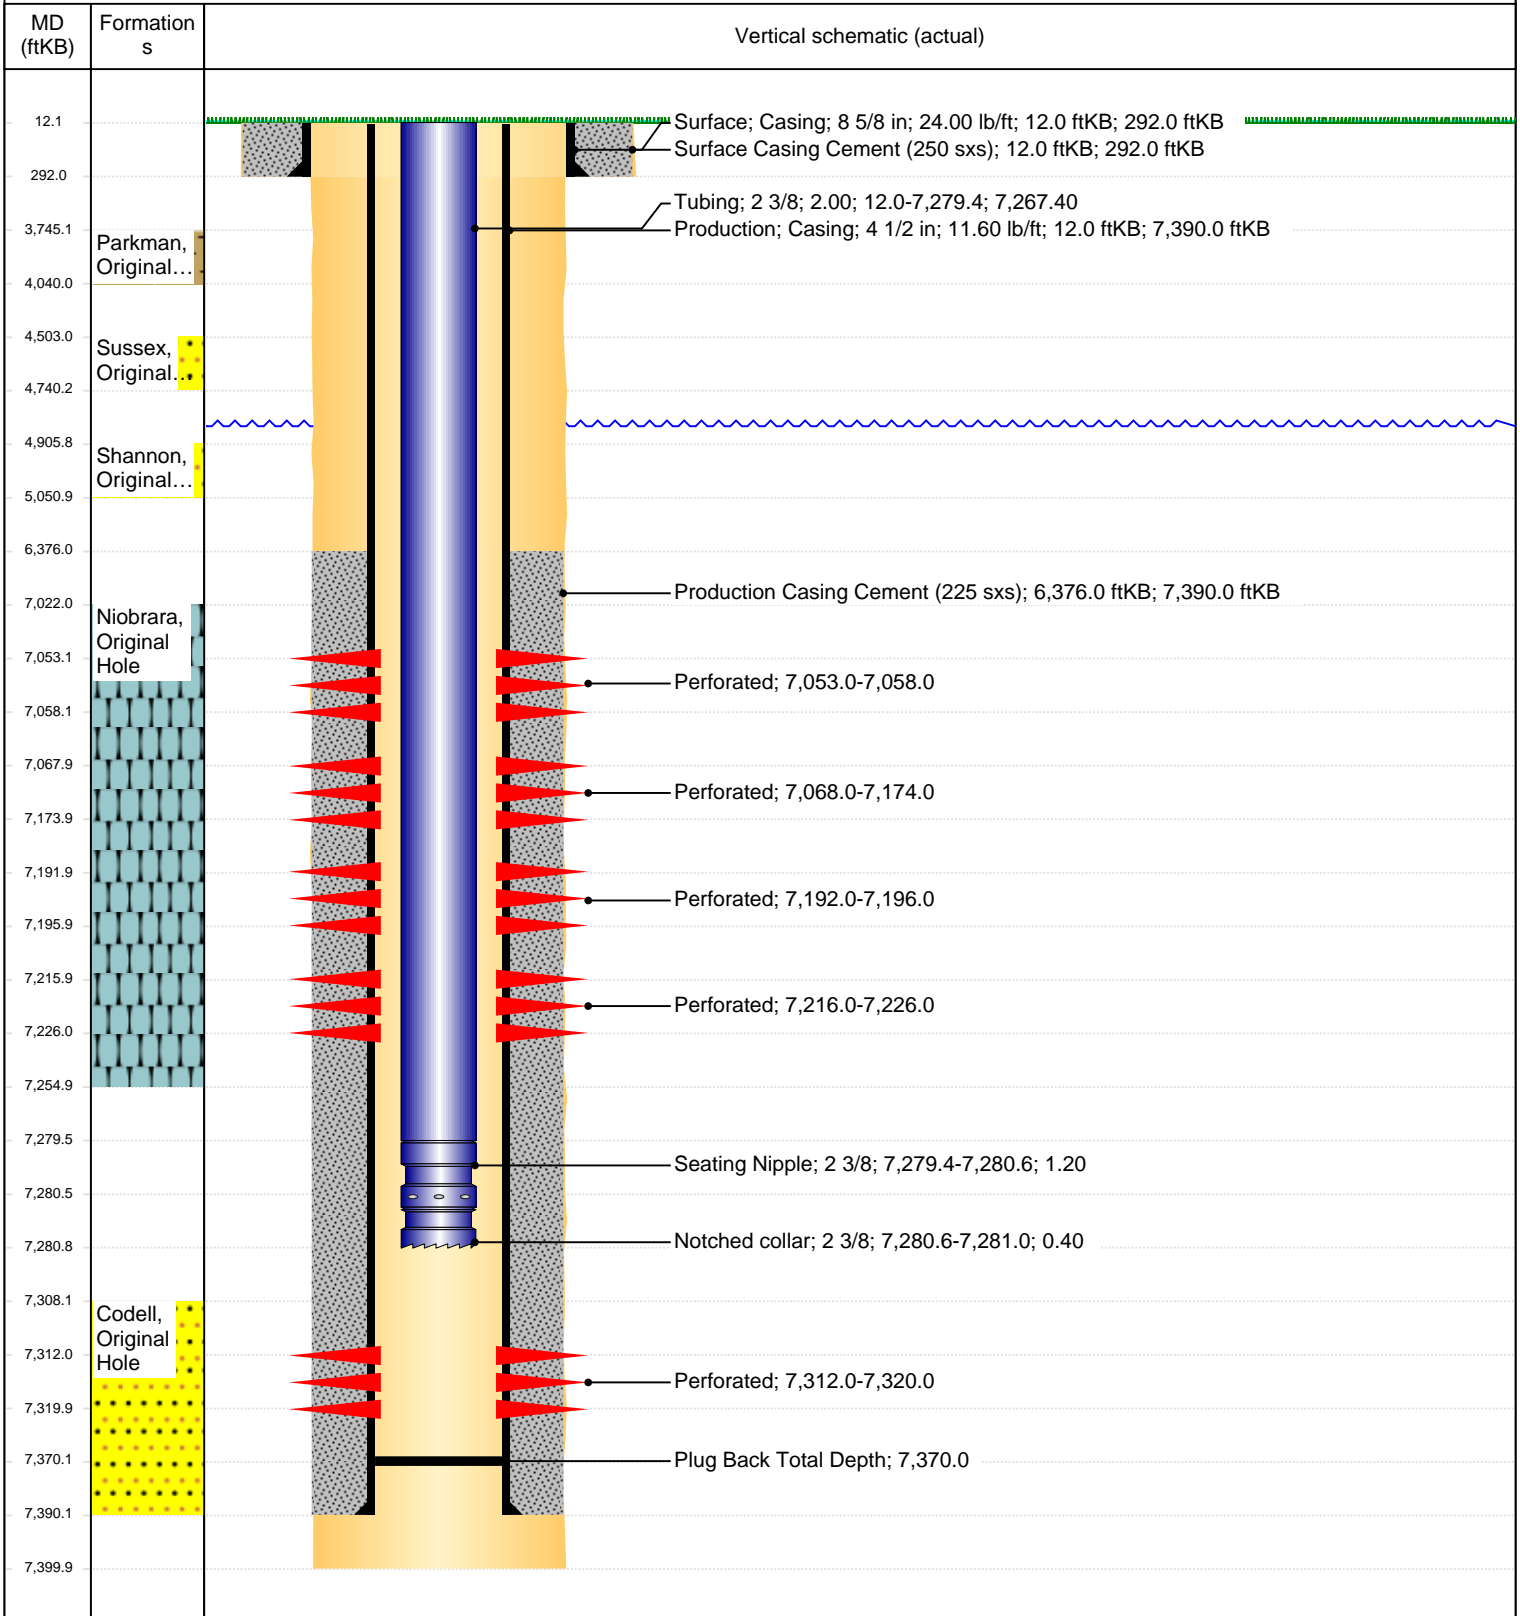 MD
(ftKB)
Formation
s
Vertical schematic (actual)
12.1
Surface; Casing; 8 5/8 in; 24.00 lb/ft; 12.0 ftKB; 292.0 ftKB
Surface Casing Cement (250 sxs); 12.0 ftKB; 292.0 ftKB
292.0
Tubing; 2 3/8; 2.00; 12.0-7,279.4; 7,267.40
3,745.1
Production; Casing; 4 1/2 in; 11.60 lb/ft; 12.0 ftKB; 7,390.0 ftKB
Parkman,
Original…
4,040.0
4,503.0
Sussex,
Original…
4,740.2
4,905.8
Shannon,
Original…
5,050.9
6,376.0
Production Casing Cement (225 sxs); 6,376.0 ftKB; 7,390.0 ftKB
7,022.0
Niobrara,
Original
Hole
7,053.1
Perforated; 7,053.0-7,058.0
7,058.1
7,067.9
Perforated; 7,068.0-7,174.0
7,173.9
7,191.9
Perforated; 7,192.0-7,196.0
7,195.9
7,215.9
Perforated; 7,216.0-7,226.0
7,226.0
7,254.9
7,279.5
Seating Nipple; 2 3/8; 7,279.4-7,280.6; 1.20
7,280.5
Notched collar; 2 3/8; 7,280.6-7,281.0; 0.40
7,280.8
7,308.1
Codell,
Original
Hole
7,312.0
Perforated; 7,312.0-7,320.0
7,319.9
7,370.1
Plug Back Total Depth; 7,370.0
7,390.1
7,399.9